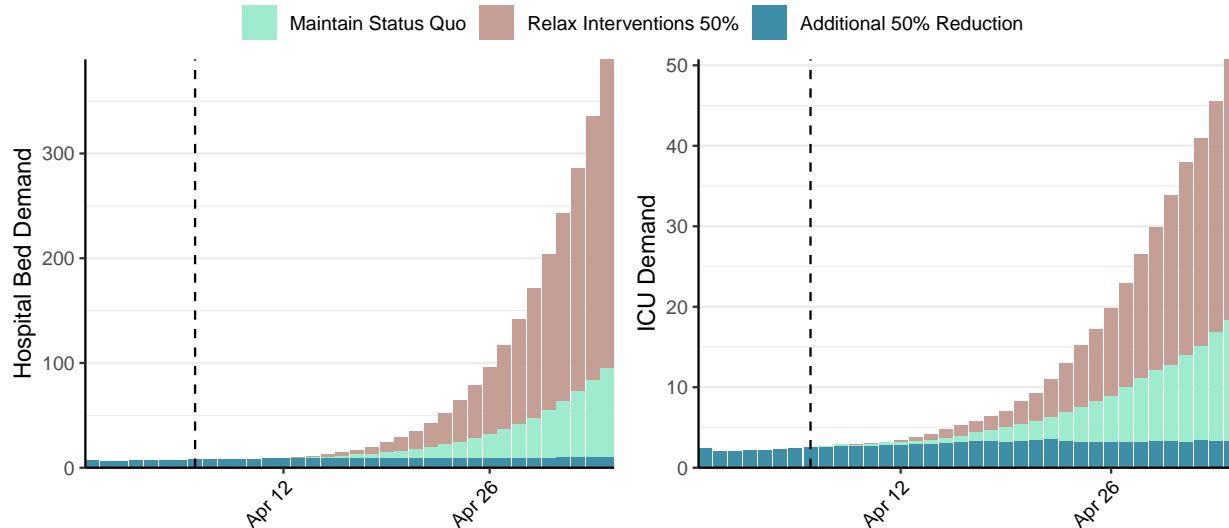 Maintain Status Quo Relax Interventions 50% Additional 50% Reduction
Hospital Bed Demand
300
200
100
0
Apr 12
Apr 26
ICU Demand
50
40
30
20
10
0
Apr 12
Apr 26